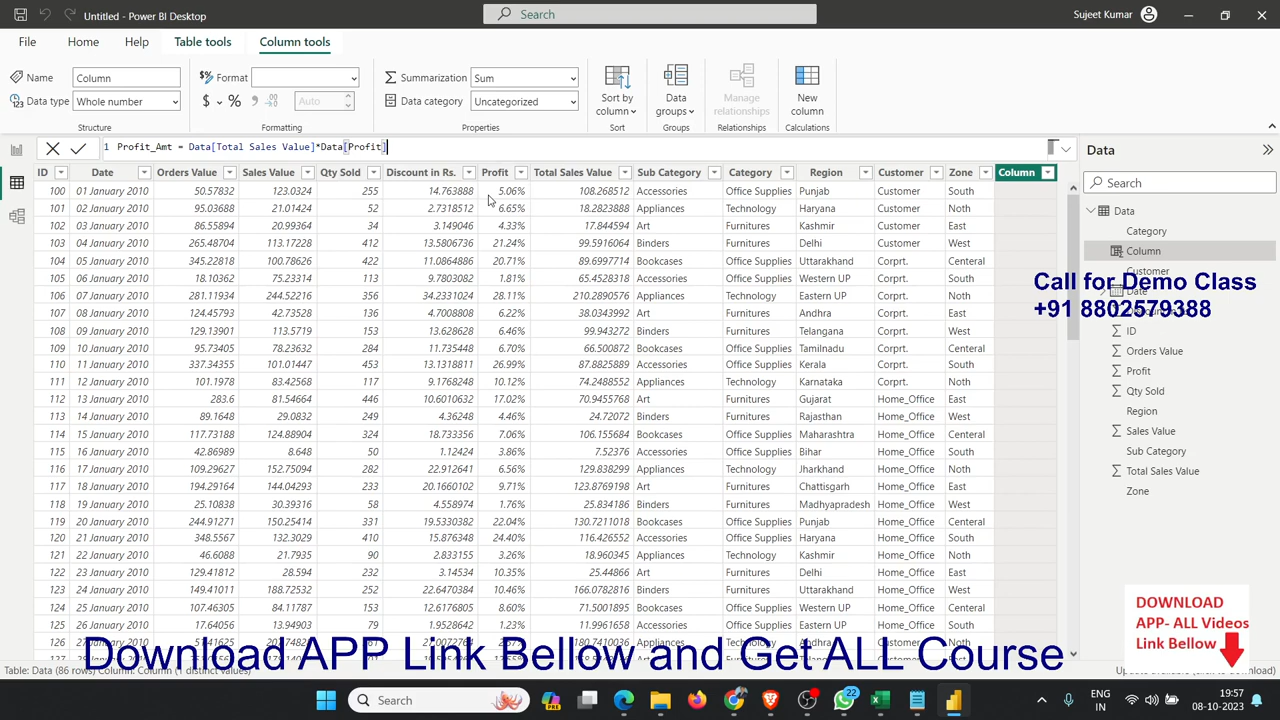 Untitled - Power BI Desktop
Search
Sujeet Kumar
File Home Help Table tools Column tools
Name Column
Format
Summarization Sum
Data type Whole number
$ % Auto
Data category Uncategorized
Sort by column
Data groups
Manage relationships
New column
Structure Formatting Properties Sort Groups Relationships Calculations
1 Profit_Amt = Data[Total Sales Value]*Data[Profit]
ID Date Orders Value Sales Value Qty Sold Discount in Rs. Profit Total Sales Value Sub Category Category Region Customer Zone Column
100 01 January 2010 50.57832 123.0324 255 14.763888 5.06% 108.268512 Accessories Office Supplies Punjab Customer South
101 02 January 2010 95.03688 21.01424 52 2.7318512 6.65% 18.2823888 Appliances Technology Haryana Customer Noth
102 03 January 2010 86.55894 20.99364 34 3.149046 4.33% 17.844594 Art Furnitures Kashmir Customer East
103 04 January 2010 265.48704 113.17228 412 13.5806736 21.24% 99.5916064 Binders Furnitures Delhi Customer West
104 05 January 2010 345.22818 100.78626 422 11.0864886 20.71% 89.6997714 Bookcases Office Supplies Uttarakhand Corprt. Centeral
105 06 January 2010 18.10362 75.23314 113 9.7803082 1.81% 65.4528318 Accessories Office Supplies Western UP Corprt. South
106 07 January 2010 281.11934 244.52216 356 34.2331024 28.11% 210.2890576 Appliances Technology Eastern UP Corprt. Noth
107 08 January 2010 124.45793 42.73518 136 4.7008808 6.22% 38.0343992 Art Furnitures Andhra Corprt. East
108 09 January 2010 129.13901 113.5719 153 13.628628 6.46% 99.943272 Binders Furnitures Telangana Corprt. West
109 10 January 2010 95.73405 78.23632 284 11.735448 6.70% 66.500872 Bookcases Office Supplies Tamilnadu Corprt. Centeral
110 11 January 2010 337.34355 101.01447 453 13.1318811 26.99% 87.8825889 Accessories Office Supplies Kerala Corprt. South
111 12 January 2010 101.1978 83.42568 117 9.1768248 10.12% 74.2488552 Appliances Technology Karnataka Corprt. Noth
112 13 January 2010 283.6 81.54664 446 10.6010632 17.02% 70.9455768 Art Furnitures Gujarat Home_Office East
113 14 January 2010 89.1648 29.0832 249 4.36248 4.46% 24.72072 Binders Furnitures Rajasthan Home_Office West
114 15 January 2010 117.73188 124.88904 324 18.733356 7.06% 106.155684 Bookcases Office Supplies Maharashtra Home_Office Centeral
115 16 January 2010 42.86989 8.648 50 1.12424 3.86% 7.52376 Accessories Office Supplies Bihar Home_Office South
116 17 January 2010 109.29627 152.75094 282 22.912641 6.56% 129.838299 Appliances Technology Jharkhand Home_Office Noth
117 18 January 2010 194.29164 144.04293 231 20.1660102 9.71% 123.8769198 Art Furnitures Chattisgarh Home_Office East
118 19 January 2010 25.10838 30.39316 58 4.558974 1.76% 25.834186 Binders Furnitures Madhyapradesh Home_Office West
119 20 January 2010 244.91271 150.25414 331 19.5330382 22.04% 130.7211018 Bookcases Office Supplies Punjab Home_Office Centeral
120 21 January 2010 348.5567 132.3029 410 15.876348 24.40% 116.426552 Accessories Office Supplies Haryana Home_Office South
121 22 January 2010 46.6088 21.7935 90 2.833155 3.26% 18.960345 Appliances Technology Kashmir Home_Office Noth
122 23 January 2010 129.41812 28.594 232 3.14534 10.35% 25.44866 Art Furnitures Delhi Home_Office East
123 24 January 2010 149.41011 188.72532 252 22.6470384 10.46% 166.0782816 Binders Furnitures Uttarakhand Home_Office West
124 25 January 2010 107.46305 84.11787 153 12.6176805 8.60% 71.5001895 Bookcases Office Supplies Western UP Home_Office Centeral
125 26 January 2010 17.64056 13.94903 79 1.9528642 1.23% 11.9961658 Accessories Office Supplies Eastern UP Home_Office South
126
Data
Search
Data
Category
Column
Customer
Date
ID
Orders Value
Profit
Qty Sold
Region
Sales Value
Sub Category
Total Sales Value
Zone
Call for Demo Class
+91 8802579388
DOWNLOAD
APP- ALL Videos
Link Bellow
Download APP Link Bellow and Get ALL Course
Table: Data (86 rows) Column: Column (1 distinct values)
Search
PRE
22
ENG
IN
19:57
08-10-2023